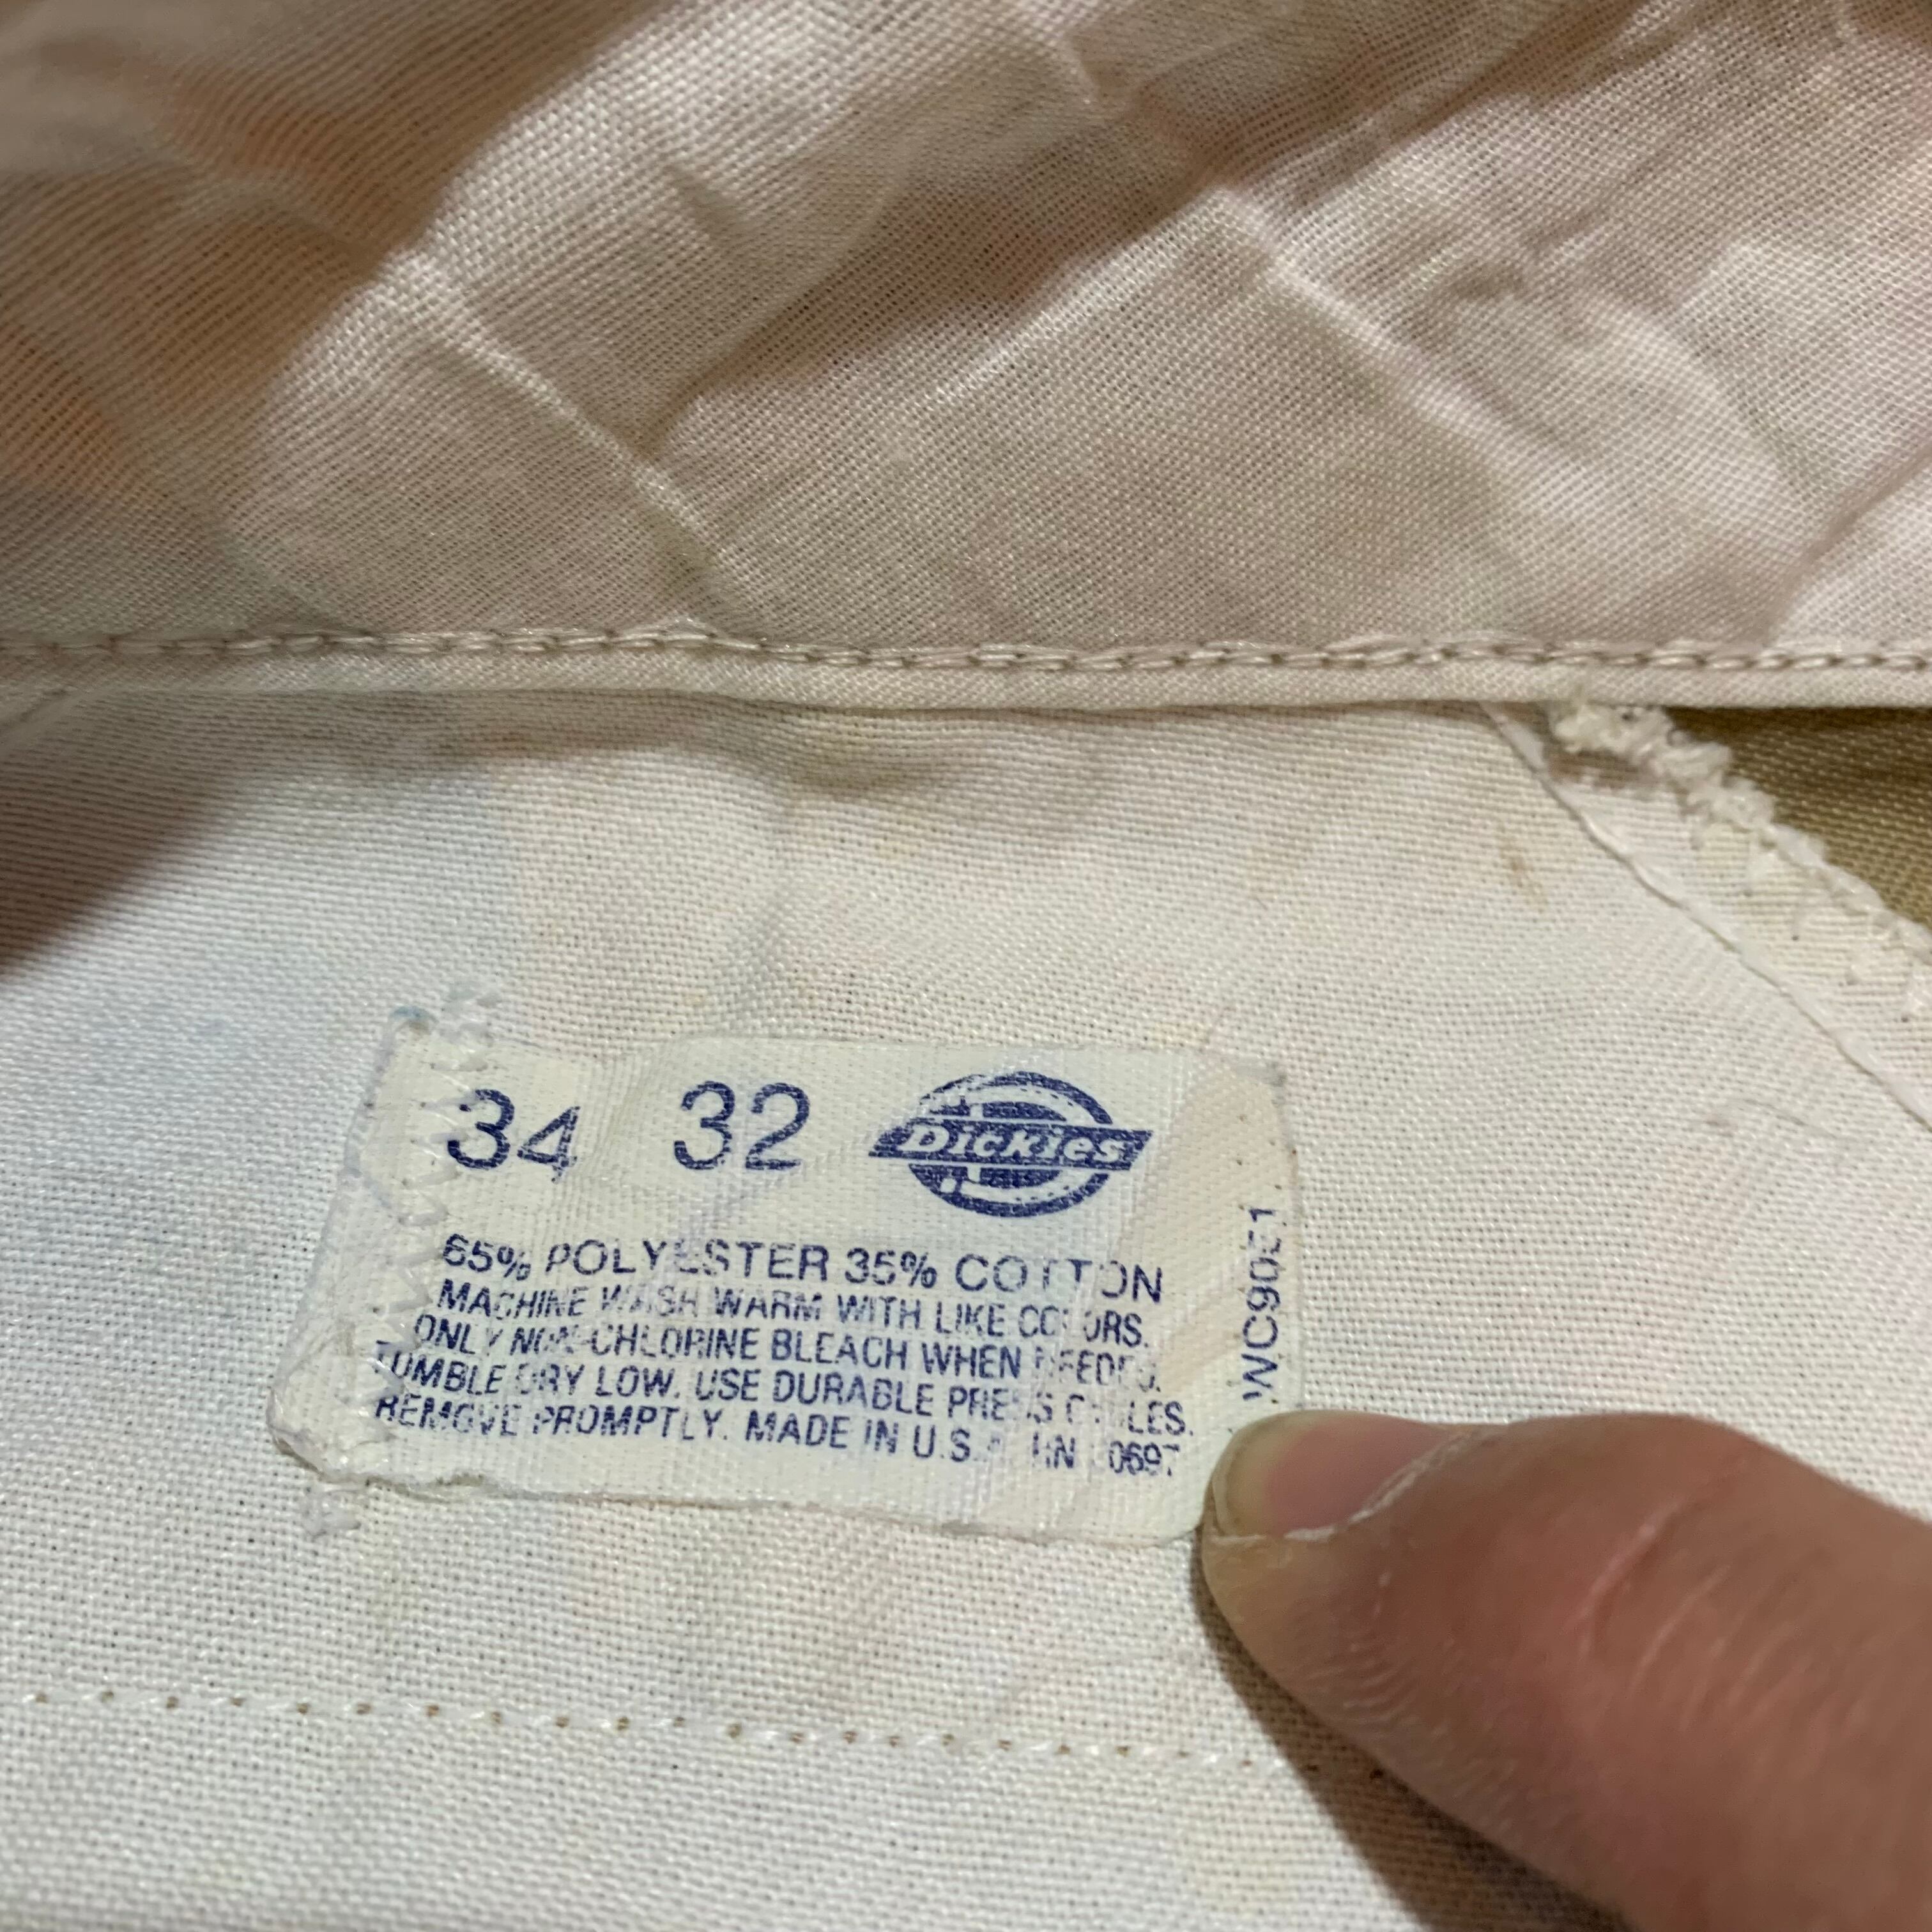 34 32 Dickies
65% POLYESTER 35% COTTON
MACHINE WASH WARM WITH LIKE COLORS.
ONLY NON-CHLORINE BLEACH WHEN NEEDED.
TUMBLE DRY LOW. USE DURABLE PRESS CYCLES.
REMOVE PROMPTLY. MADE IN U.S.A. RN